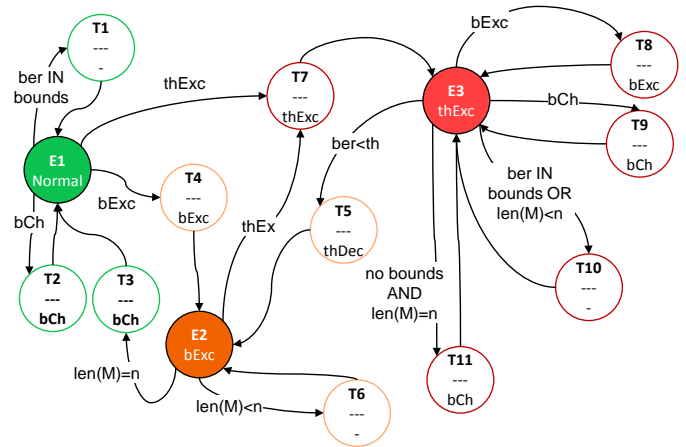 T1
---
-
ber IN
bounds
E1
Normal
bCh
T2
---
bCh
T3
---
bCh
thExc
bExc
T4
---
bExc
T7
---
thExc
thEx
ber<th
T5
---
thDec
E2
bExc
len(M)=n
len(M)<n
T6
---
-
E3
thExc
bExc
T8
---
bExc
bCh
T9
---
bCh
ber IN
bounds OR
len(M)<n
T10
---
-
no bounds
AND
len(M)=n
T11
---
bCh